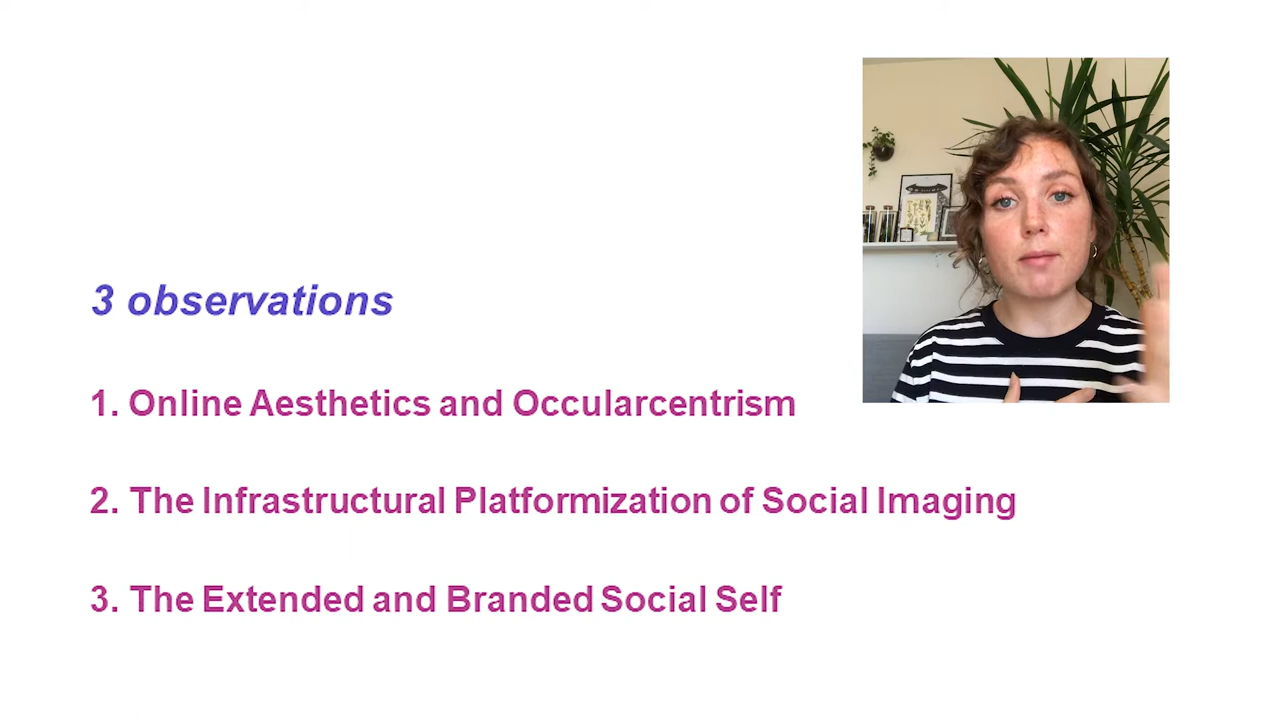 3 observations
1. Online Aesthetics and Occularcentrism
2. The Infrastructural Platformization of Social Imaging
3. The Extended and Branded Social Self